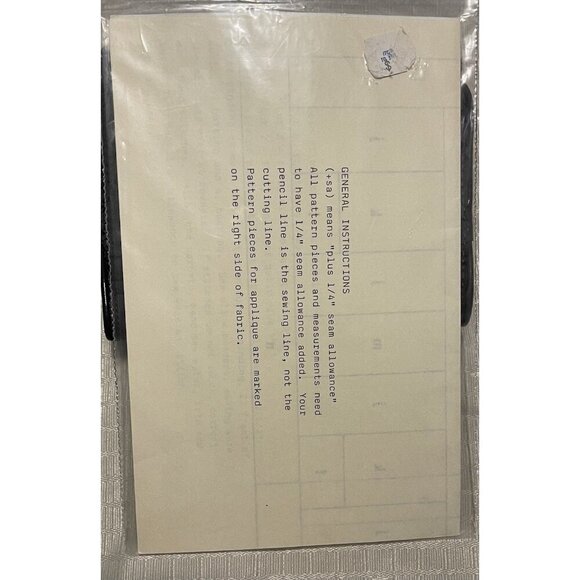 GENERAL INSTRUCTIONS
(+sa) means "plus 1/4" seam allowance"
All pattern pieces and measurements need
to have 1/4" seam allowance added. Your
pencil line is the sewing line, not the
cutting line.
Pattern pieces for applique are marked
on the right side of fabric.